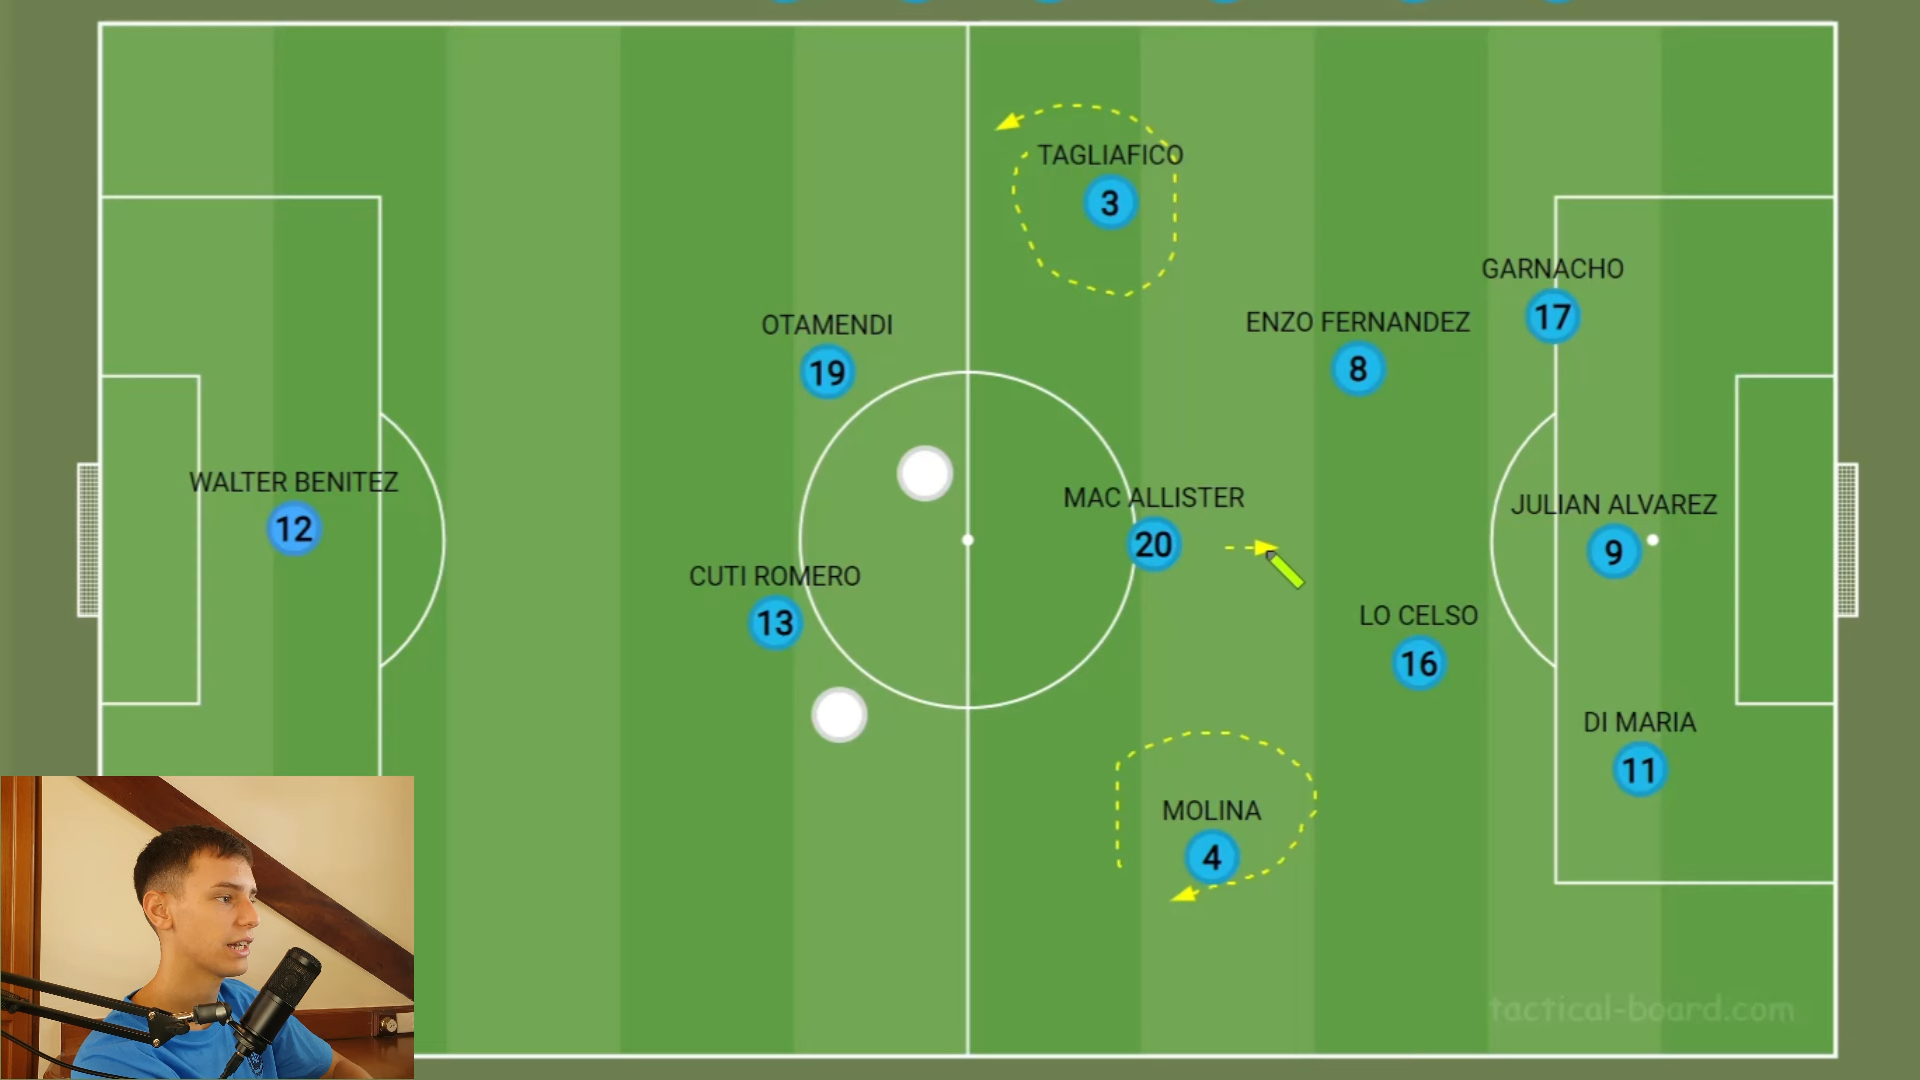 TAGLIAFICO
3
GARNACHO
17
OTAMENDI
19
ENZO FERNANDEZ
8
WALTER BENITEZ
12
MAC ALLISTER
20
JULIAN ALVAREZ
9
CUTI ROMERO
13
LO CELSO
16
DI MARIA
11
MOLINA
4
tactical-board.com